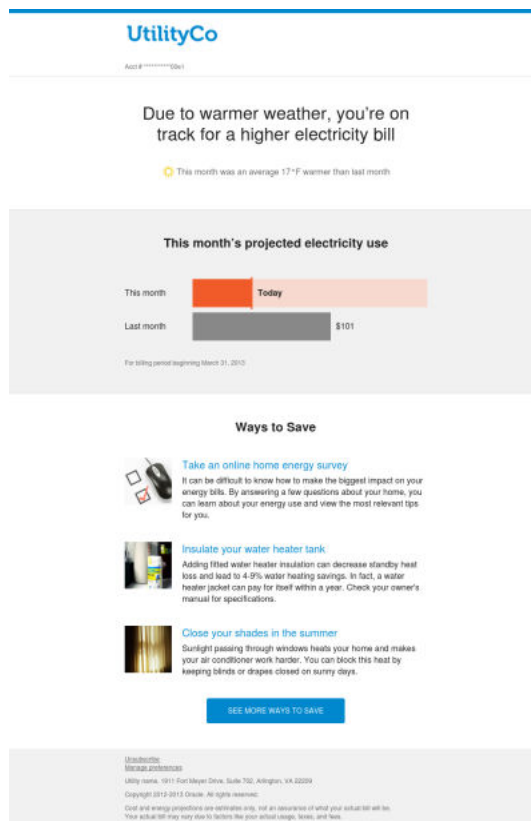 UtilityCo
Acct #
Due to warmer weather, you're on
track for a higher electricity bill
This month was an average 17°F warmer than last month
This month's projected electricity use
This month
Today
Last month
$101
For billing period beginning March 31, 2015
Ways to Save
Take an online home energy survey
It can be difficult to know how to make the biggest impact on your
energy bills. By answering a few questions about your home, you
can learn about your energy use and view the most relevant tips
for you.
Insulate your water heater tank
Adding fitted water heater insulation can decrease standby heat
loss and lead to 4-9% water heating savings. In fact, a water
heater jacket can pay for itself within a year. Check your owner's
manual for specifications.
Close your shades in the summer
Sunlight passing through windows heats your home and makes
your air conditioner work harder. You can block this heat by
keeping blinds or drapes closed on sunny days.
SEE MORE WAYS TO SAVE
Unsubscribe
Manage preferences
Utility name. 1911 Fort Meyer Drive, Suite 702, Arlington, VA 22209
Copyright 2012-2013 Oracle. All rights reserved.
Cost and energy projections are estimates only, not an assurance of what your actual bill will be.
Your actual bill may vary due to factors like your actual usage, taxes, and fees.